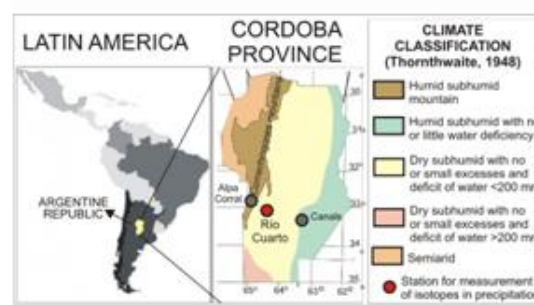 LATIN AMERICA
ARGENTINE
REPUBLIC
CORDOBA
PROVINCE
30°
32°
33
34
35
65°
64°
63°
62°
Alpa
Corral
Río
Cuarto
Canals
CLIMATE
CLASSIFICATION
(Thornthwaite, 1948)
Humid subhumid
mountain
Humid subhumid with no
or little water deficiency
Dry subhumid with no
or small excesses and
deficit of water <200 mm
Dry subhumid with no
or small excesses and
deficit of water >200 mm
Semiarid
Station for measurement
of isotopes in precipitation